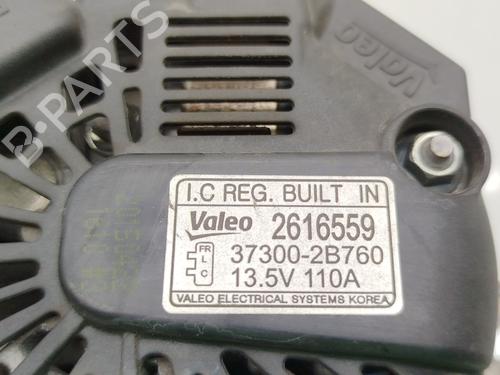 Valeo
I.C REG. BUILT IN
Valeo 2616559
FR
L
C
37300-2B760
13.5V 110A
VALEO ELECTRICAL SYSTEMS KOREA
B-PARTS